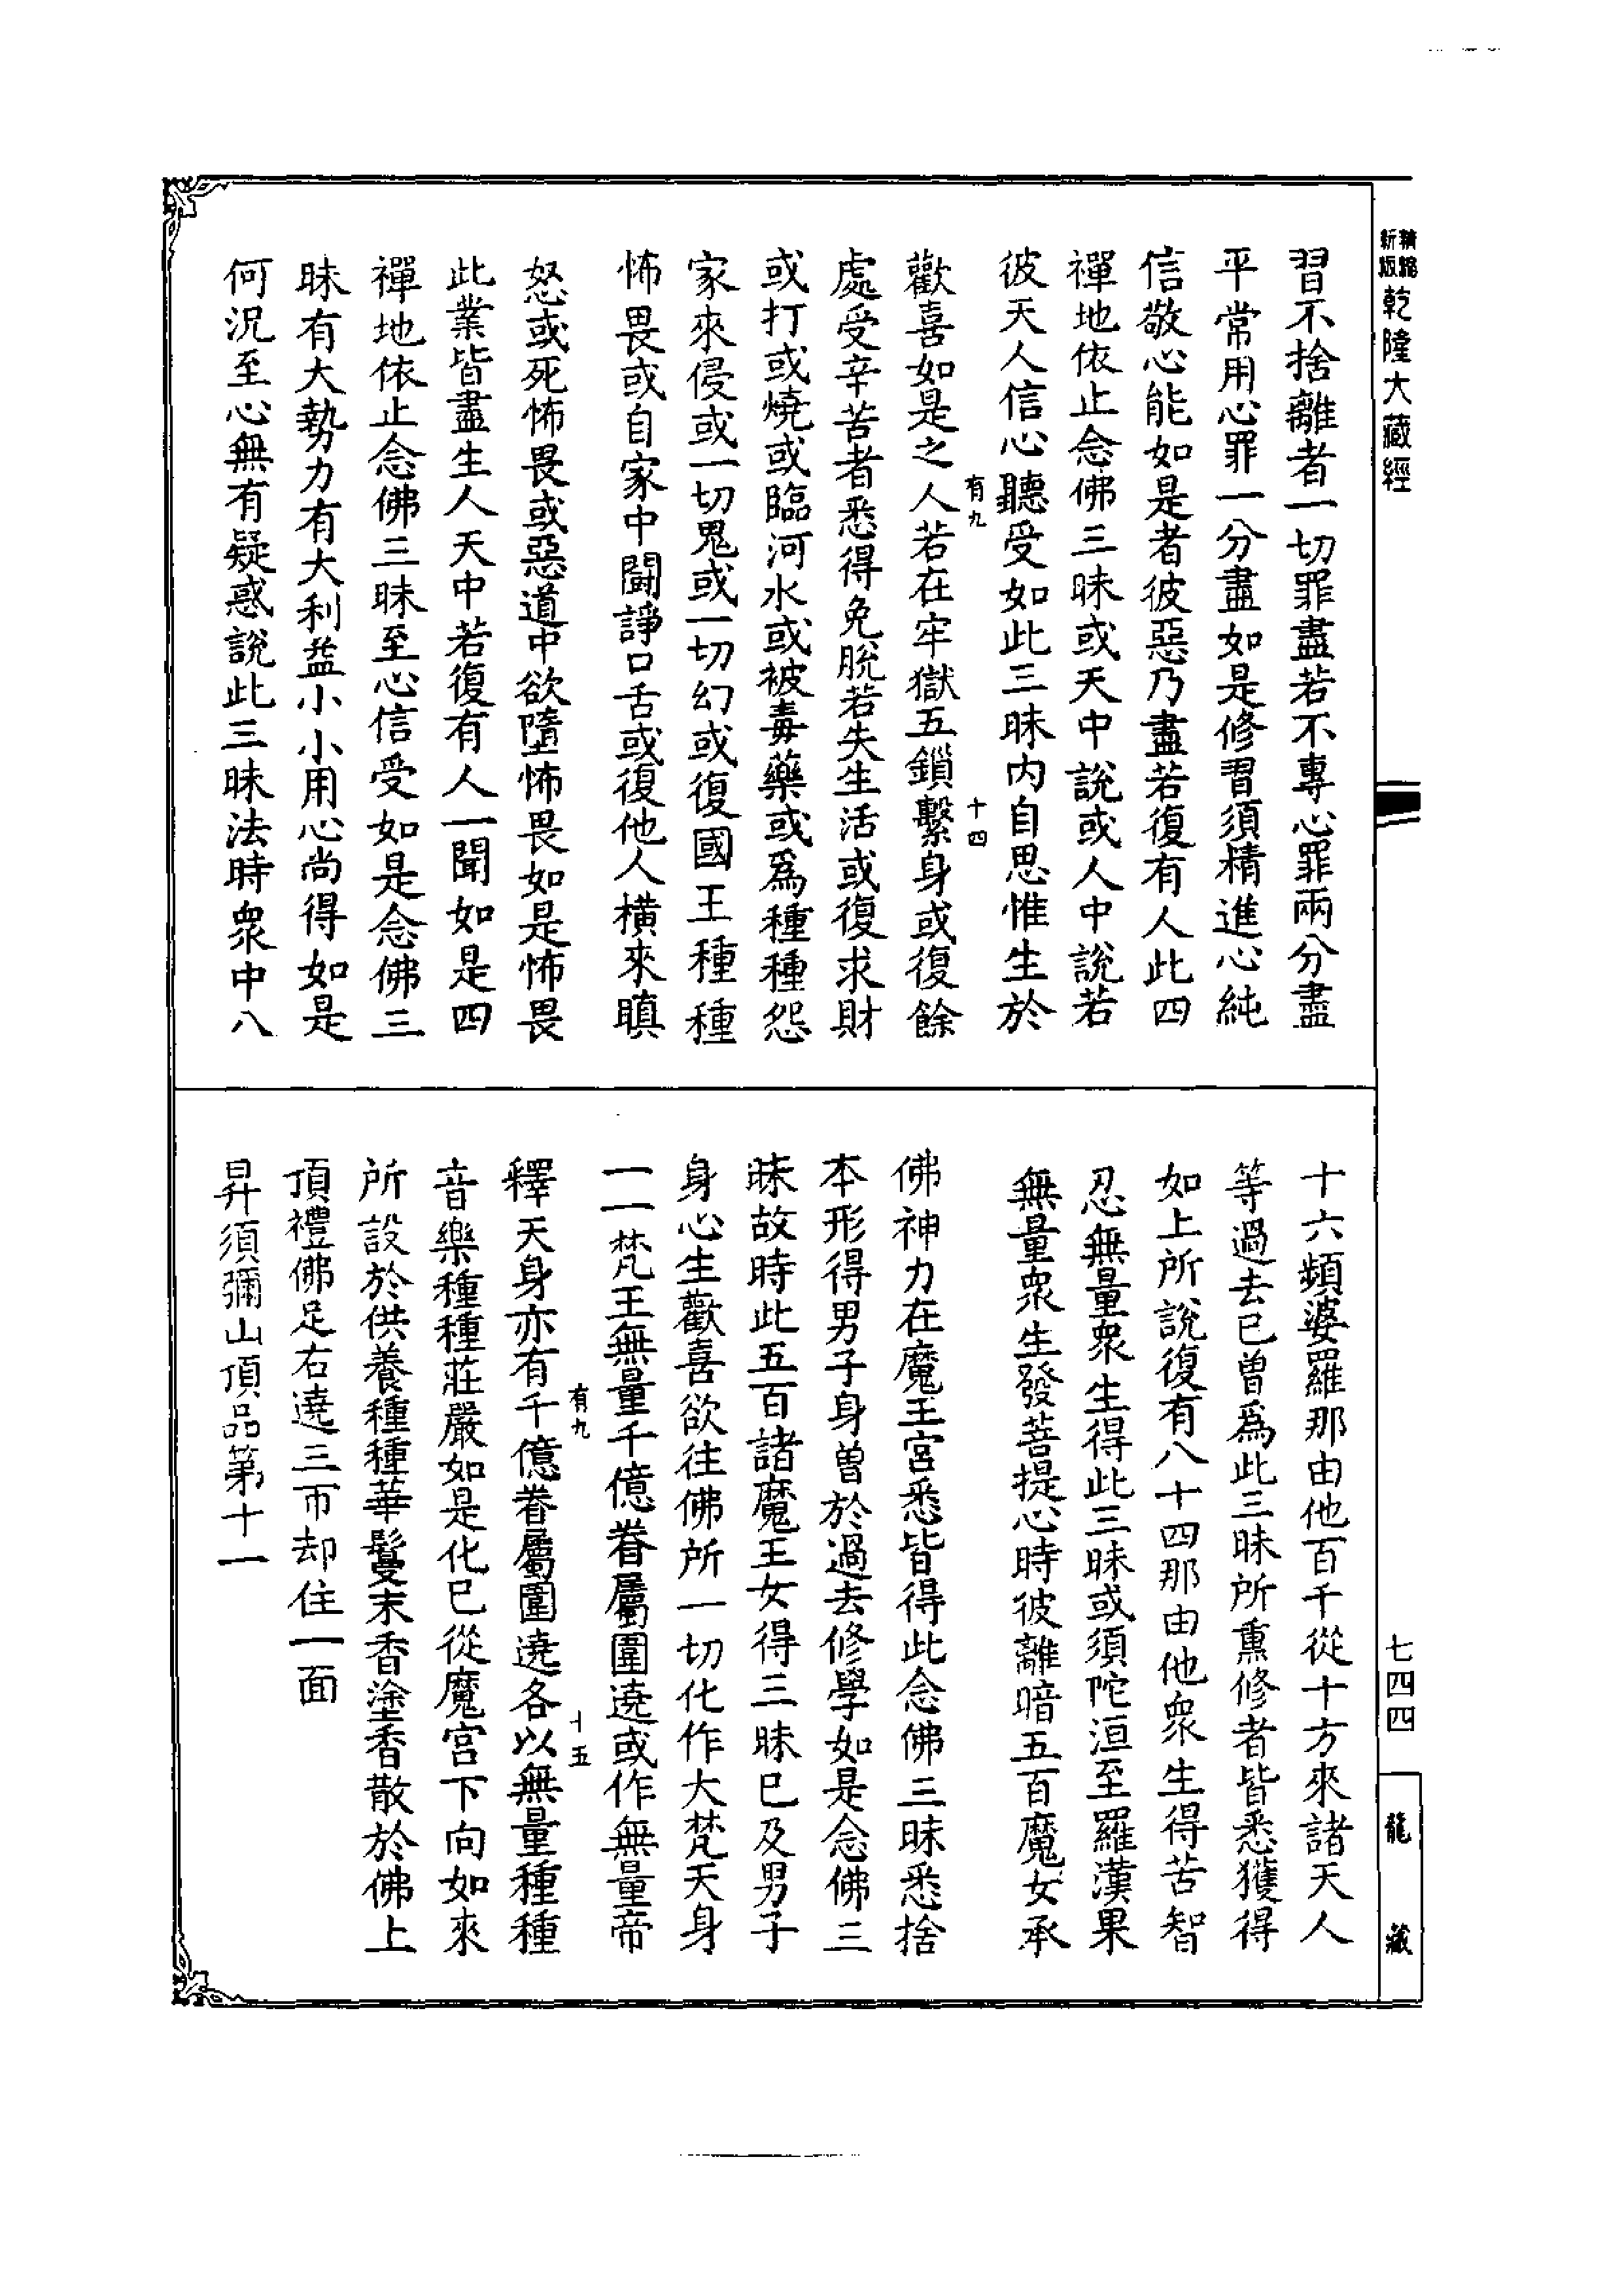 新版精縮
乾隆大藏經
習不捨離者一切罪盡若不專心罪兩分盡
平常用心罪一分盡如是修習須精進心純
信敬心能如是者彼惡乃盡若復有人此四
禪地依止念佛三昧或天中說或人中說若
彼天人信心聽受如此三昧內自思惟生於
有九
十四
歡喜如是之人若在牢獄五鎖繫身或復餘
處受辛苦者悉得免脫若失生活或復求財
或打或燒或臨河水或被毒藥或爲種種怨
家來侵或一切鬼或一切幻或復國王種種
怖畏或自家中鬪諍口舌或復他人橫來瞋
怒或死怖畏或惡道中欲墮怖畏如是怖畏
此業皆盡生人天中若復有人一聞如是四
禪地依止念佛三昧至心信受如是念佛三
昧有大勢力有大利益小小用心尚得如是
何況至心無有疑惑說此三昧法時衆中八
十六頻婆羅那由他百千從十方來諸天人
等過去已曾爲此三昧所熏修者皆悉獲得
如上所說復有八十四那由他衆生得苦智
忍無量衆生得此三昧或須陀洹至羅漢果
無量衆生發菩提心時彼離暗五百魔女承
佛神力在魔王宮悉皆得此念佛三昧悉捨
本形得男子身曾於過去修學如是念佛三
昧故時此五百諸魔王女得三昧已及男子
身心生歡喜欲往佛所一切化作大梵天身
一一梵王無量千億眷屬圍遶或作無量帝
有九
十五
釋天身亦有千億眷屬圍遶各以無量種種
音樂種種莊嚴如是化已從魔宮下向如來
所設於供養種種華鬘末香塗香散於佛上
頂禮佛足右遶三帀却住一面
昇須彌山頂品第十一
七四四
龍藏